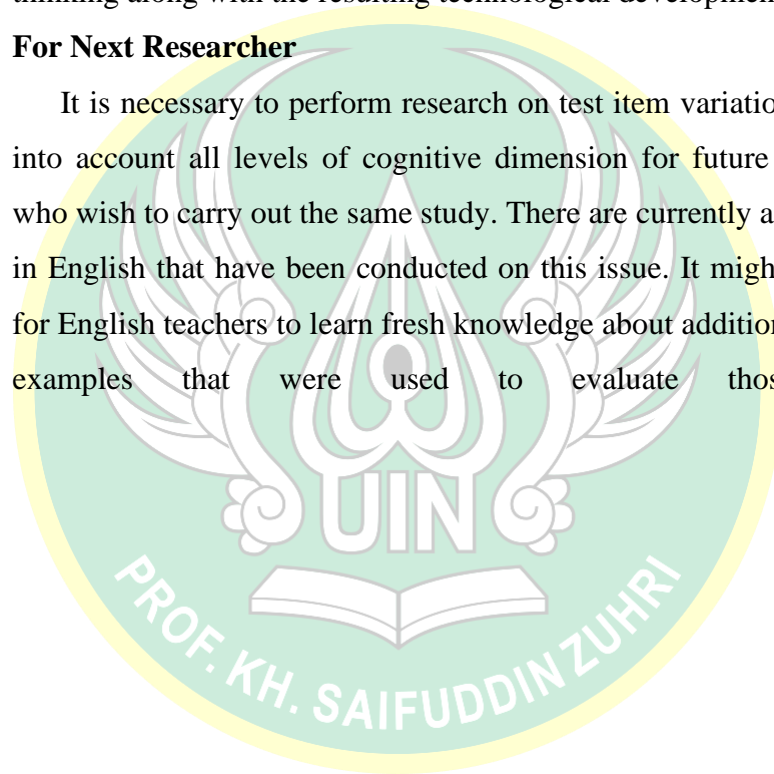 thinking along with the resulting technological development
For Next Researcher
It is necessary to perform research on test item variatio
into account all levels of cognitive dimension for future
who wish to carry out the same study. There are currently a
in English that have been conducted on this issue. It migh
for English teachers to learn fresh knowledge about addition
examples that were used to evaluate thos
UIN
PROF. KH. SAIFUDDIN ZUHRI